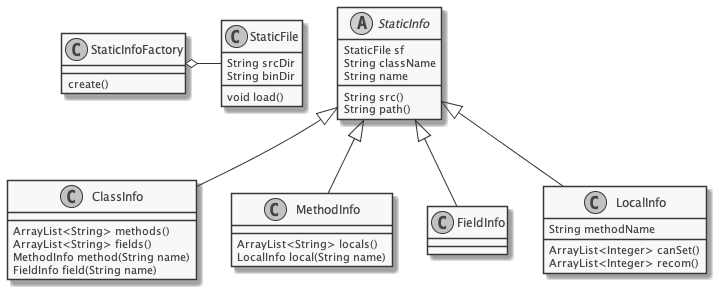 C StaticInfoFactory
create()
C StaticFile
String srcDir
String binDir
void load()
A StaticInfo
StaticFile sf
String className
String name
String src()
String path()
C ClassInfo
ArrayList<String> methods()
ArrayList<String> fields()
MethodInfo method(String name)
FieldInfo field(String name)
C MethodInfo
ArrayList<String> locals()
LocalInfo local(String name)
C FieldInfo
C LocalInfo
String methodName
ArrayList<Integer> canSet()
ArrayList<Integer> recom()